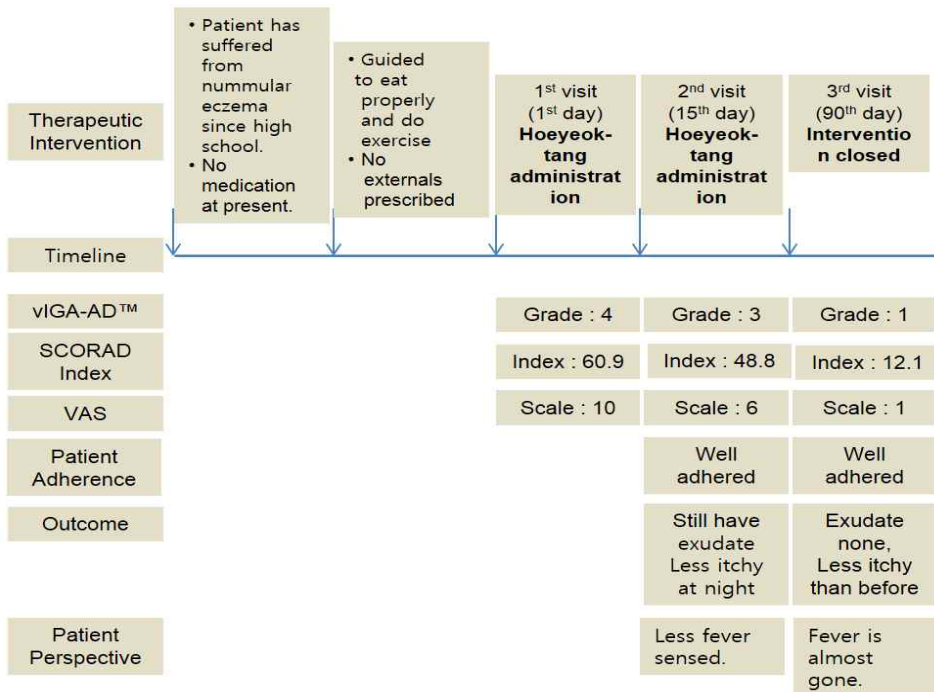 • Patient has
suffered
from
nummular
eczema
since high
school.
• No
medication
at present.
• Guided
to eat
properly
and do
exercise
• No
externals
prescribed
Therapeutic
Intervention
1st visit
(1st day)
Hoeyeok-
tang
administrat
ion
2nd visit
(15th day)
Hoeyeok-
tang
administrat
ion
3rd visit
(90th day)
Interventio
n closed
Timeline
vIGA-AD™
Grade : 4
Grade : 3
Grade : 1
SCORAD
Index
Index : 60.9
Index : 48.8
Index : 12.1
VAS
Scale : 10
Scale : 6
Scale : 1
Patient
Adherence
Well
adhered
Well
adhered
Outcome
Still have
exudate
Less itchy
at night
Exudate
none,
Less itchy
than before
Patient
Perspective
Less fever
sensed.
Fever is
almost
gone.